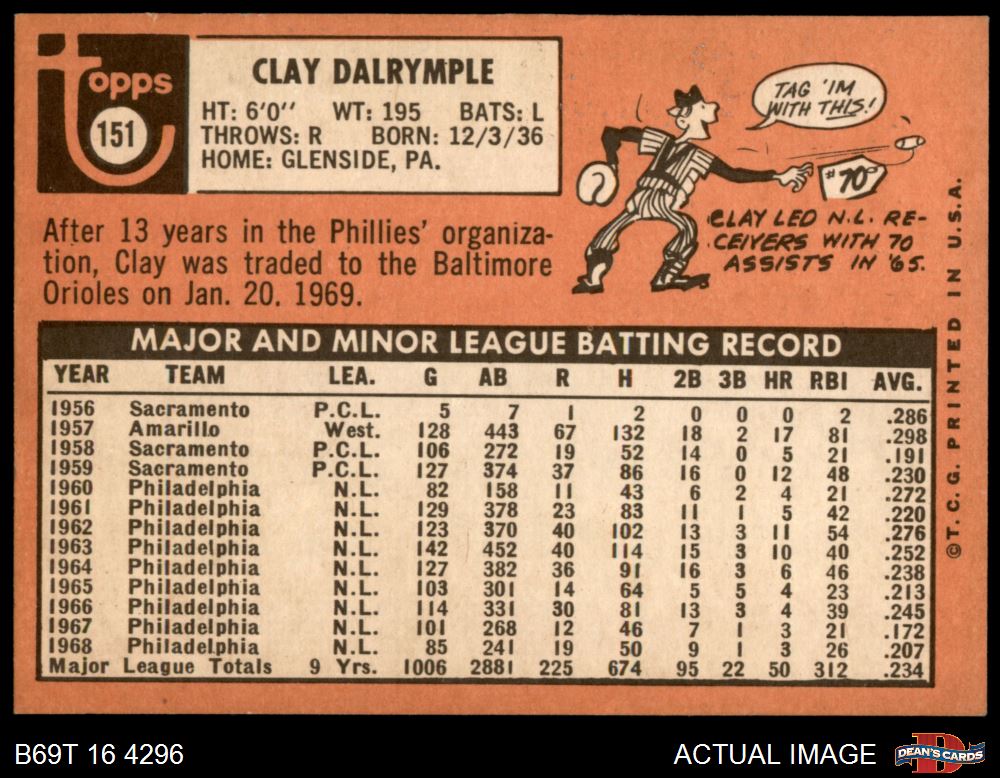 Topps
151
CLAY DALRYMPLE
HT: 6'0'' WT: 195 BATS: L
THROWS: R BORN: 12/3/36
HOME: GLENSIDE, PA.
TAG 'IM
WITH THIS!
#70
CLAY LED N.L. RE-
CEIVERS WITH 70
ASSISTS IN '65.
After 13 years in the Phillies' organiza-
tion, Clay was traded to the Baltimore
Orioles on Jan. 20. 1969.
MAJOR AND MINOR LEAGUE BATTING RECORD
YEAR TEAM LEA. G AB R H 2B 3B HR RBI AVG.
1956 Sacramento P.C.L. 5 7 1 2 0 0 0 2 .286
1957 Amarillo West. 128 443 67 132 18 2 17 81 .298
1958 Sacramento P.C.L. 106 272 19 52 14 0 5 21 .191
1959 Sacramento P.C.L. 127 374 37 86 16 0 12 48 .230
1960 Philadelphia N.L. 82 158 11 43 6 2 4 21 .272
1961 Philadelphia N.L. 129 378 23 83 11 1 5 42 .220
1962 Philadelphia N.L. 123 370 40 102 13 3 11 54 .276
1963 Philadelphia N.L. 142 452 40 114 15 3 10 40 .252
1964 Philadelphia N.L. 127 382 36 91 16 3 6 46 .238
1965 Philadelphia N.L. 103 301 14 64 5 5 4 23 .213
1966 Philadelphia N.L. 114 331 30 81 13 3 4 39 .245
1967 Philadelphia N.L. 101 268 12 46 7 1 3 21 .172
1968 Philadelphia N.L. 85 241 19 50 9 1 3 26 .207
Major League Totals 9 Yrs. 1006 2881 225 674 95 22 50 312 .234
©T.C.G. PRINTED IN U.S.A.
B69T 16 4296
ACTUAL IMAGE
D
DEAN'S CARDS